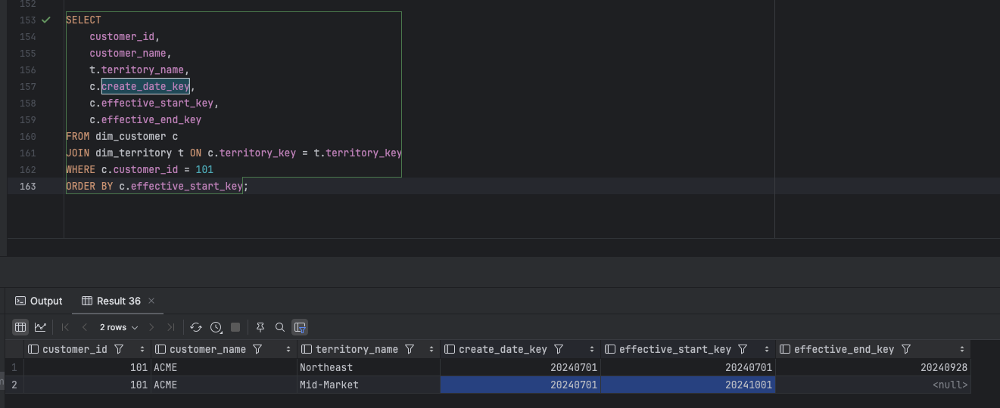 152
153 SELECT
154 customer_id,
155 customer_name,
156 t.territory_name,
157 c.create_date_key,
158 c.effective_start_key,
159 c.effective_end_key
160 FROM dim_customer c
161 JOIN dim_territory t ON c.territory_key = t.territory_key
162 WHERE c.customer_id = 101
163 ORDER BY c.effective_start_key;
Output Result 36
2 rows
customer_id customer_name territory_name create_date_key effective_start_key effective_end_key
1 101 ACME Northeast 20240701 20240701 20240928
2 101 ACME Mid-Market 20240701 20241001 <null>